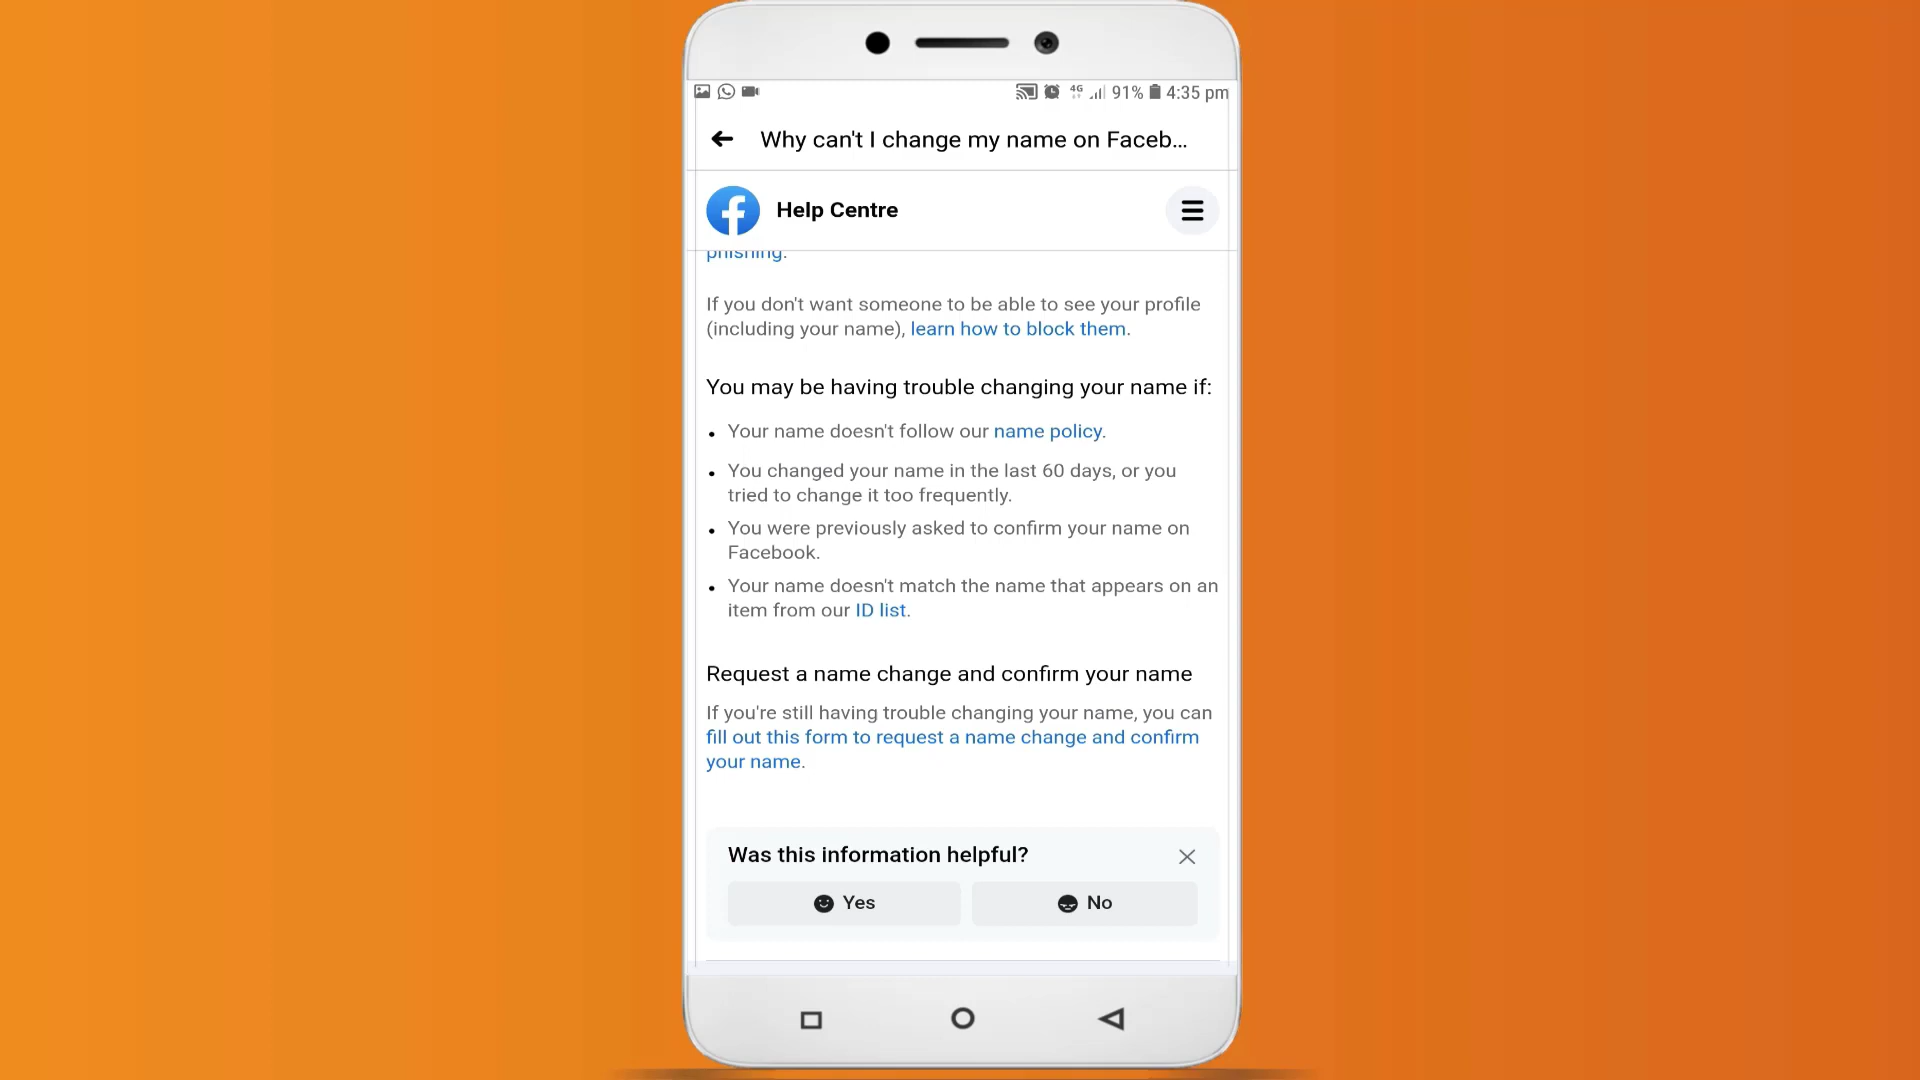 4G 91% 4:35 pm
Why can't I change my name on Faceb...
Help Centre
phishing.
If you don't want someone to be able to see your profile
(including your name), learn how to block them.
You may be having trouble changing your name if:
• Your name doesn't follow our name policy.
• You changed your name in the last 60 days, or you
tried to change it too frequently.
• You were previously asked to confirm your name on
Facebook.
• Your name doesn't match the name that appears on an
item from our ID list.
Request a name change and confirm your name
If you're still having trouble changing your name, you can
fill out this form to request a name change and confirm
your name.
Was this information helpful?
Yes
No